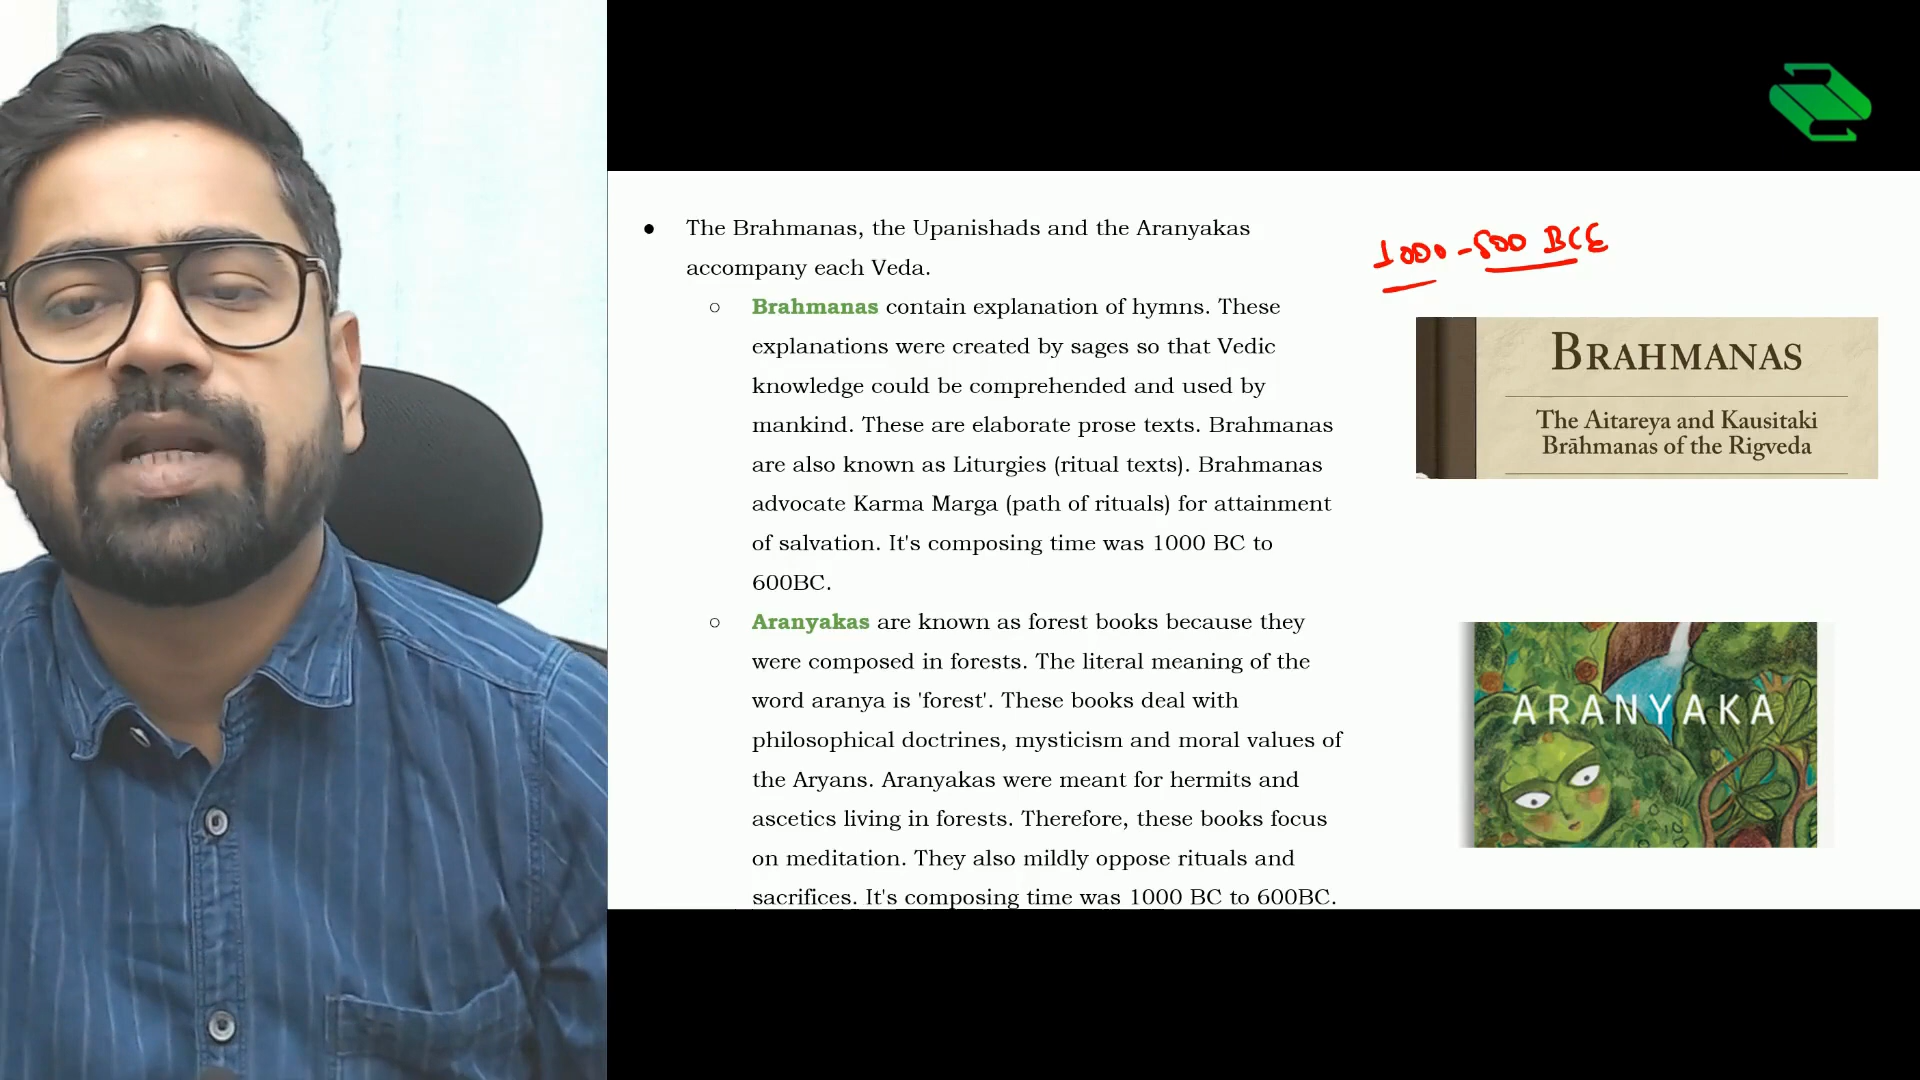 ● The Brahmanas, the Upanishads and the Aranyakas
accompany each Veda.
○ Brahmanas contain explanation of hymns. These
explanations were created by sages so that Vedic
knowledge could be comprehended and used by
mankind. These are elaborate prose texts. Brahmanas
are also known as Liturgies (ritual texts). Brahmanas
advocate Karma Marga (path of rituals) for attainment
of salvation. It's composing time was 1000 BC to
600BC.
○ Aranyakas are known as forest books because they
were composed in forests. The literal meaning of the
word aranya is 'forest'. These books deal with
philosophical doctrines, mysticism and moral values of
the Aryans. Aranyakas were meant for hermits and
ascetics living in forests. Therefore, these books focus
on meditation. They also mildly oppose rituals and
sacrifices. It's composing time was 1000 BC to 600BC.
1000 - 500 BCE
BRAHMANAS
The Aitareya and Kausitaki
Brāhmanas of the Rigveda
ARANYAKA